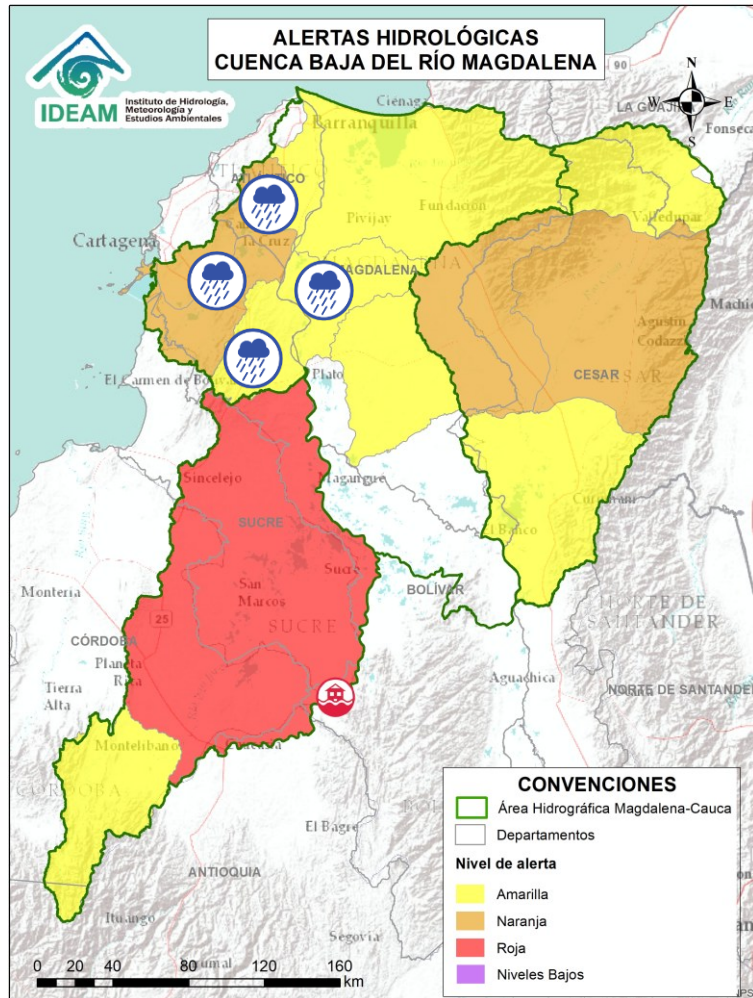 ALERTAS HIDROLÓGICAS
CUENCA BAJA DEL RÍO MAGDALENA
IDEAM
Instituto de Hidrología,
Meteorología y
Estudios Ambientales
90
N
W
E
S
LA GUAJI
Fonseca
Ciénaga
Barranquilla
ATLÁNTICO
Pivijay
Fundación
Valledupar
Cartagena
la Cruz
MAGDALENA
Agustín
Codazzi
CESAR
El Carmen de Bolívar
Plato
Sincelejo
Magangué
SUCRE
El Banco
San
Marcos
Sucre
SUCRE
BOLÍVAR
Montería
25
CÓRDOBA
Planeta
Rica
Tierra
Alta
NORTE DE
SANTANDER
Aguachica
NORTE DE SANTANDER
Montelíbano
CÓRDOBA
El Bagre
ANTIOQUIA
Ituango
Segovia
0 20 40 80 120 160
km
CONVENCIONES
Área Hidrográfica Magdalena-Cauca
Departamentos
Nivel de alerta
Amarilla
Naranja
Roja
Niveles Bajos